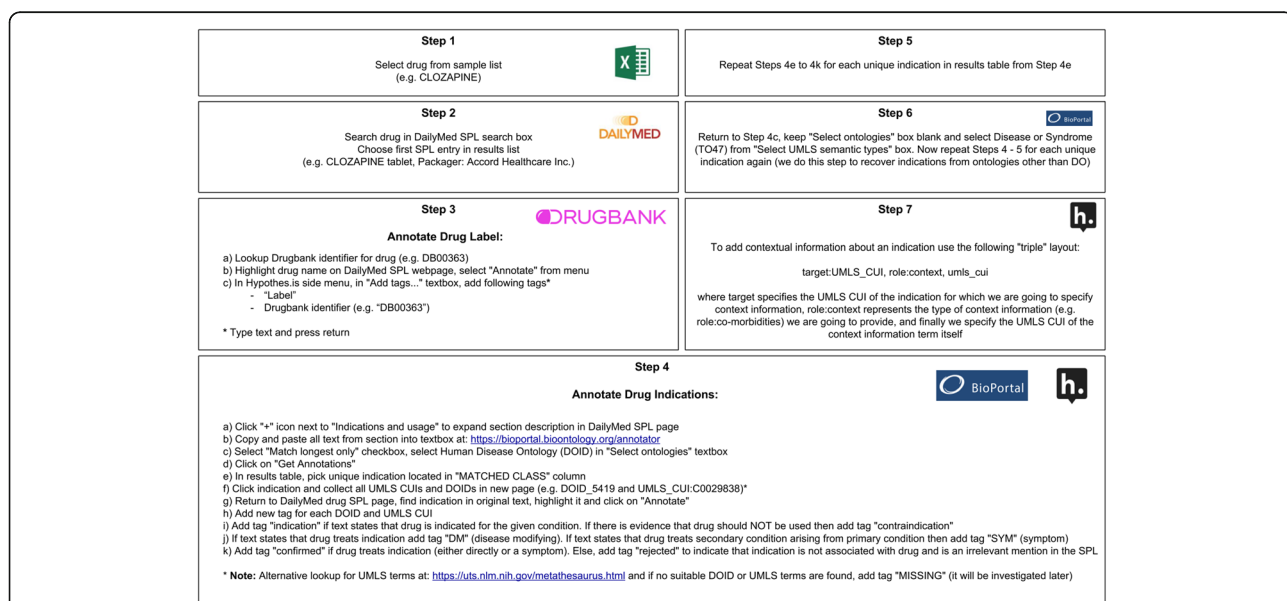 Step 1
Select drug from sample list
(e.g. CLOZAPINE)
X
Step 2
DAILYMED
Search drug in DailyMed SPL search box
Choose first SPL entry in results list
(e.g. CLOZAPINE tablet, Packager: Accord Healthcare Inc.)
Step 3
DRUGBANK
Annotate Drug Label:
a) Lookup Drugbank identifier for drug (e.g. DB00363)
b) Highlight drug name on DailyMed SPL webpage, select "Annotate" from menu
c) In Hypothes.is side menu, in "Add tags..." textbox, add following tags*
- “Label”
- Drugbank identifier (e.g. “DB00363”)
* Type text and press return
Step 5
Repeat Steps 4e to 4k for each unique indication in results table from Step 4e
Step 6
BioPortal
Return to Step 4c, keep "Select ontologies" box blank and select Disease or Syndrome
(TO47) from "Select UMLS semantic types" box. Now repeat Steps 4 - 5 for each unique
indication again (we do this step to recover indications from ontologies other than DO)
Step 7
h.
To add contextual information about an indication use the following "triple" layout:
target:UMLS_CUI, role:context, umls_cui
where target specifies the UMLS CUI of the indication for which we are going to specify
context information, role:context represents the type of context information (e.g.
role:co-morbidities) we are going to provide, and finally we specify the UMLS CUI of the
context information term itself
Step 4
BioPortal
h.
Annotate Drug Indications:
a) Click "+" icon next to "Indications and usage" to expand section description in DailyMed SPL page
b) Copy and paste all text from section into textbox at: https://bioportal.bioontology.org/annotator
c) Select "Match longest only" checkbox, select Human Disease Ontology (DOID) in "Select ontologies" textbox
d) Click on "Get Annotations"
e) In results table, pick unique indication located in "MATCHED CLASS" column
f) Click indication and collect all UMLS CUIs and DOIDs in new page (e.g. DOID_5419 and UMLS_CUI:C0029838)*
g) Return to DailyMed drug SPL page, find indication in original text, highlight it and click on "Annotate"
h) Add new tag for each DOID and UMLS CUI
i) Add tag "indication" if text states that drug is indicated for the given condition. If there is evidence that drug should NOT be used then add tag "contraindication"
j) If text states that drug treats indication add tag "DM" (disease modifying). If text states that drug treats secondary condition arising from primary condition then add tag "SYM" (symptom)
k) Add tag "confirmed" if drug treats indication (either directly or a symptom). Else, add tag "rejected" to indicate that indication is not associated with drug and is an irrelevant mention in the SPL
* Note: Alternative lookup for UMLS terms at: https://uts.nlm.nih.gov/metathesaurus.html and if no suitable DOID or UMLS terms are found, add tag "MISSING" (it will be investigated later)